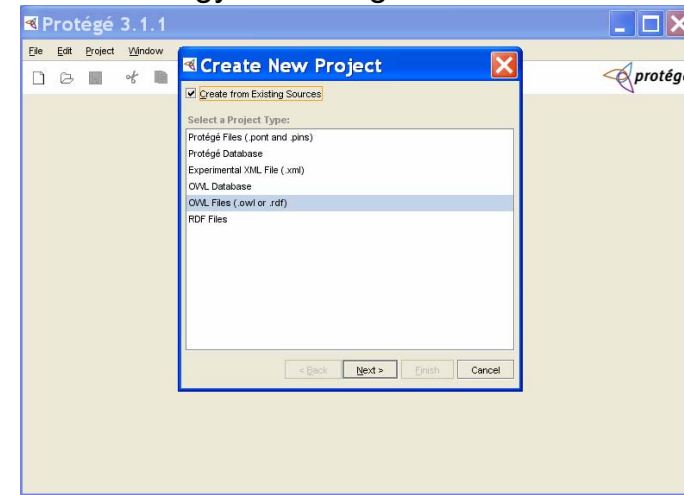 Protégé 3.1.1
File Edit Project Window
Create New Project
protég
Create from Existing Sources
Select a Project Type:
Protégé Files (.pont and .pins)
Protégé Database
Experimental XML File (.xml)
OWL Database
OWL Files (.owl or .rdf)
RDF Files
< Back Next > Finish Cancel